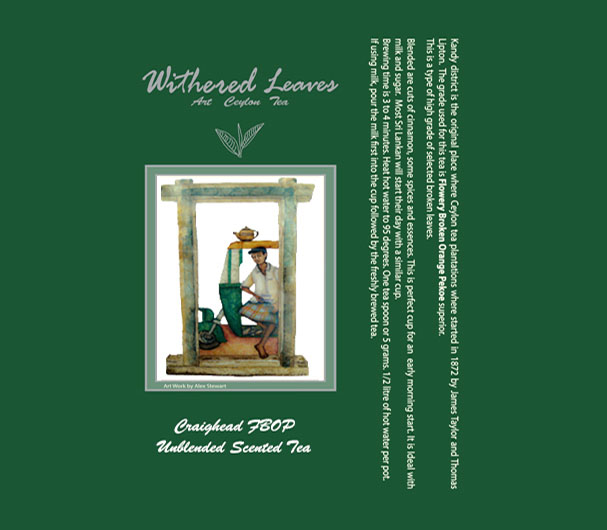 Withered Leaves
Art Ceylon Tea
Art Work by Alex Stewart
Craighead FBOP
Unblended Scented Tea
Kandy district is the original place where Ceylon tea plantations where started in 1872 by James Taylor and Thomas
Lipton. The grade used for this tea is Flowery Broken Orange Pekoe superior.
This is a type of high grade of selected broken leaves.
Blended are cuts of cinnamon, some spices and essences. This is perfect cup for an early morning start. It is Ideal with
milk and sugar. Most Sri Lankan will start their day with a similar cup.
Brewing time is 3 to 4 minutes. Heat hot water to 95 degrees. One tea spoon or 5 grams. 1/2 litre of hot water per pot.
If using milk, pour the milk first into the cup followed by the freshly brewed tea.